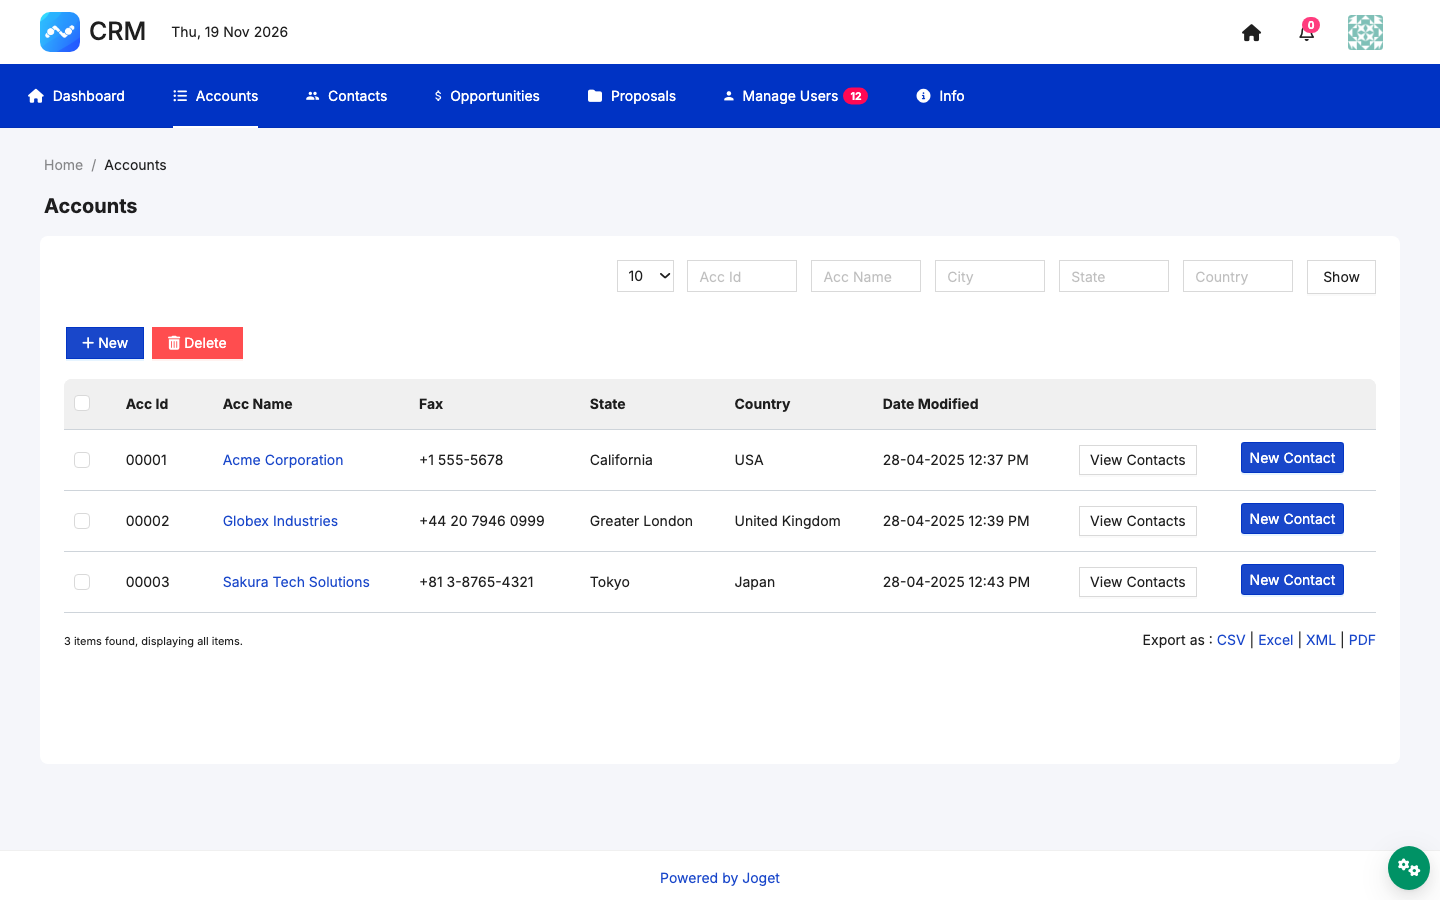 CRM
Thu, 19 Nov 2026
0
Dashboard
Accounts
Contacts
Opportunities
Proposals
Manage Users 12
Info
Home / Accounts
Accounts
10
Acc Id
Acc Name
City
State
Country
Show
New
Delete
Acc Id Acc Name Fax State Country Date Modified
00001 Acme Corporation +1 555-5678 California USA 28-04-2025 12:37 PM View Contacts New Contact
00002 Globex Industries +44 20 7946 0999 Greater London United Kingdom 28-04-2025 12:39 PM View Contacts New Contact
00003 Sakura Tech Solutions +81 3-8765-4321 Tokyo Japan 28-04-2025 12:43 PM View Contacts New Contact
3 items found, displaying all items.
Export as : CSV | Excel | XML | PDF
Powered by Joget